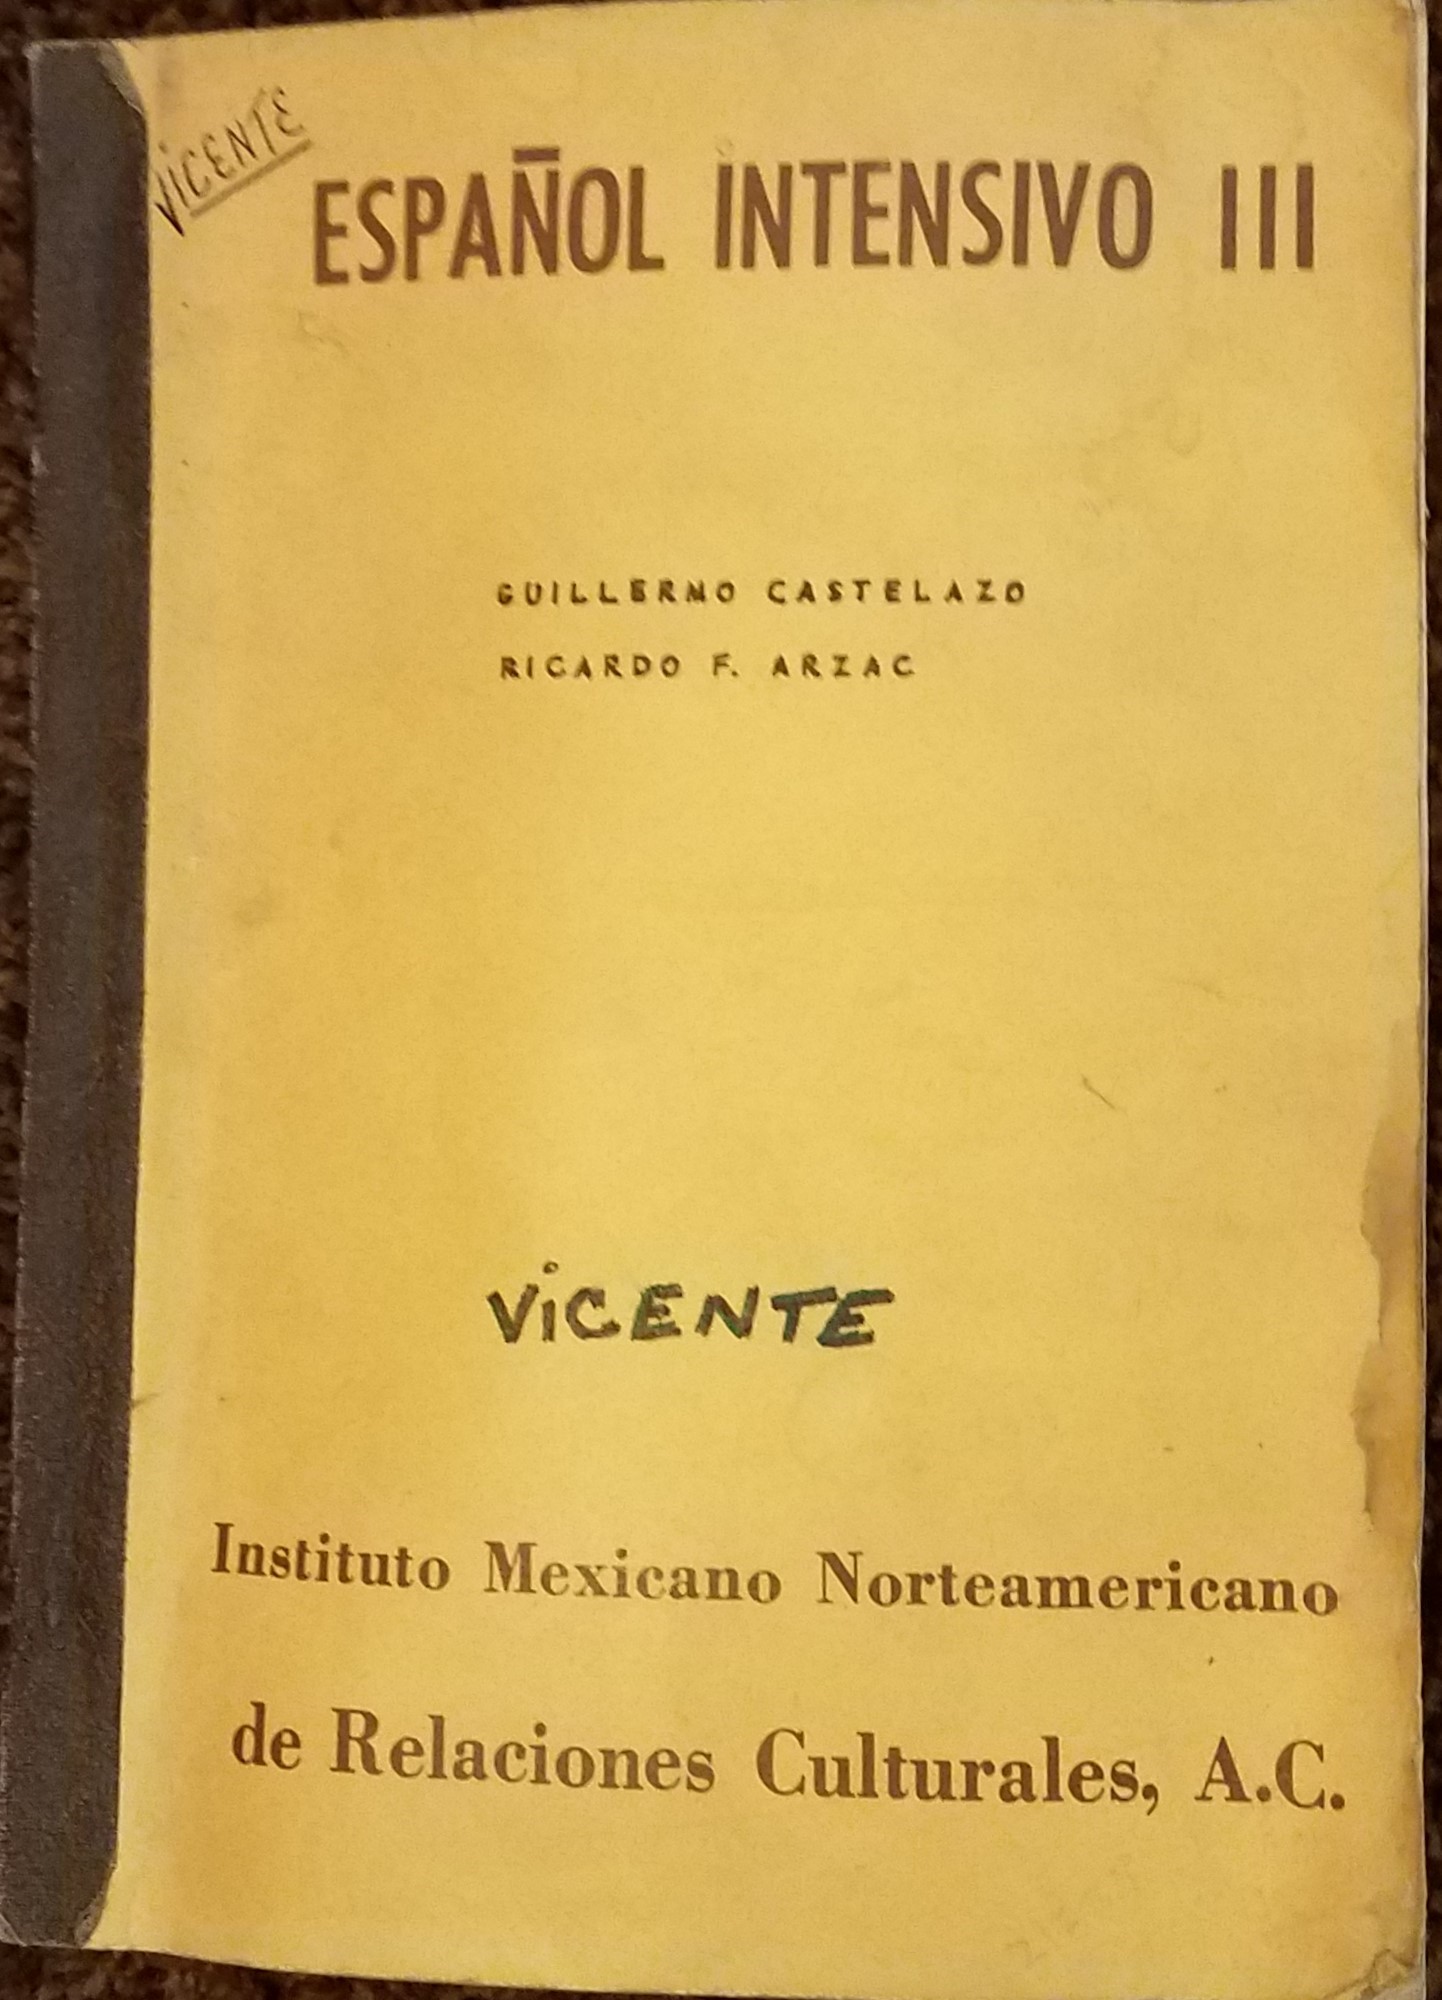 VICENTE
ESPAÑOL INTENSIVO III
GUILLERMO CASTELAZO
RICARDO F. ARZAC
VICENTE
Instituto Mexicano Norteamericano
de Relaciones Culturales, A.C.